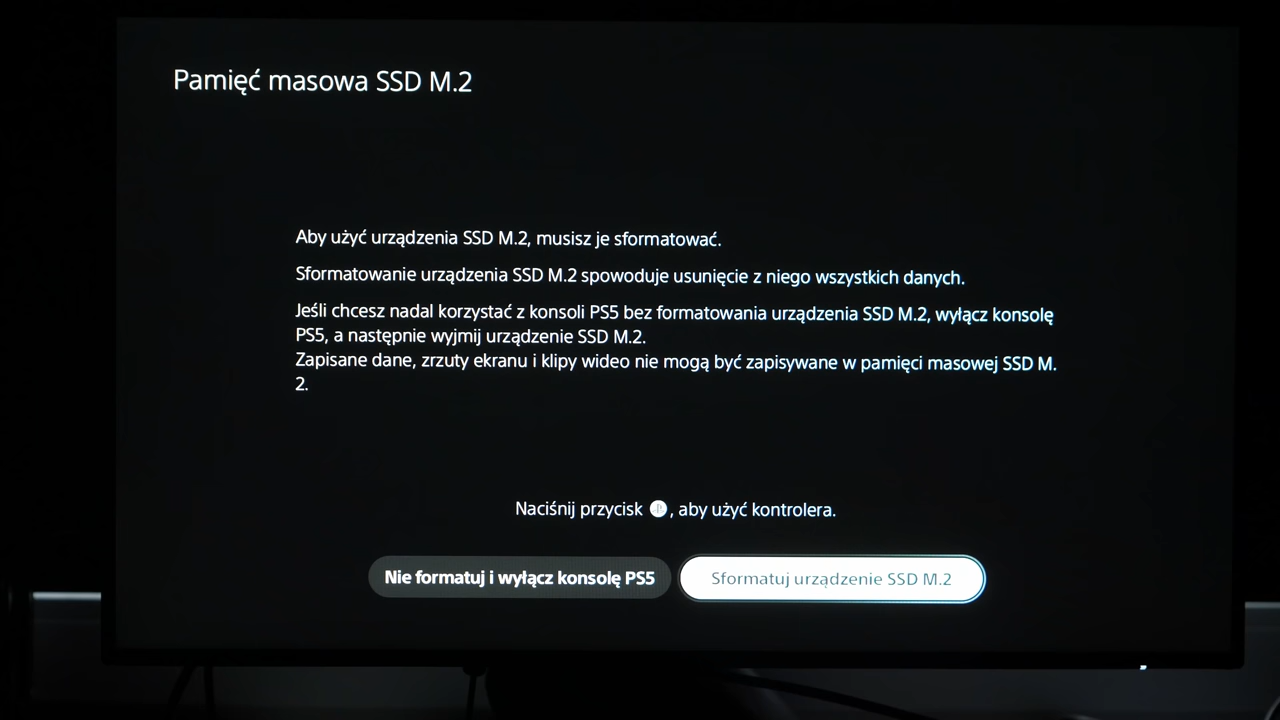 Pamięć masowa SSD M.2
Aby użyć urządzenia SSD M.2, musisz je sformatować.
Sformatowanie urządzenia SSD M.2 spowoduje usunięcie z niego wszystkich danych.
Jeśli chcesz nadal korzystać z konsoli PS5 bez formatowania urządzenia SSD M.2, wyłącz konsolę
PS5, a następnie wyjmij urządzenie SSD M.2.
Zapisane dane, zrzuty ekranu i klipy wideo nie mogą być zapisywane w pamięci masowej SSD M.
2.
Naciśnij przycisk , aby użyć kontrolera.
Nie formatuj i wyłącz konsolę PS5
Sformatuj urządzenie SSD M.2